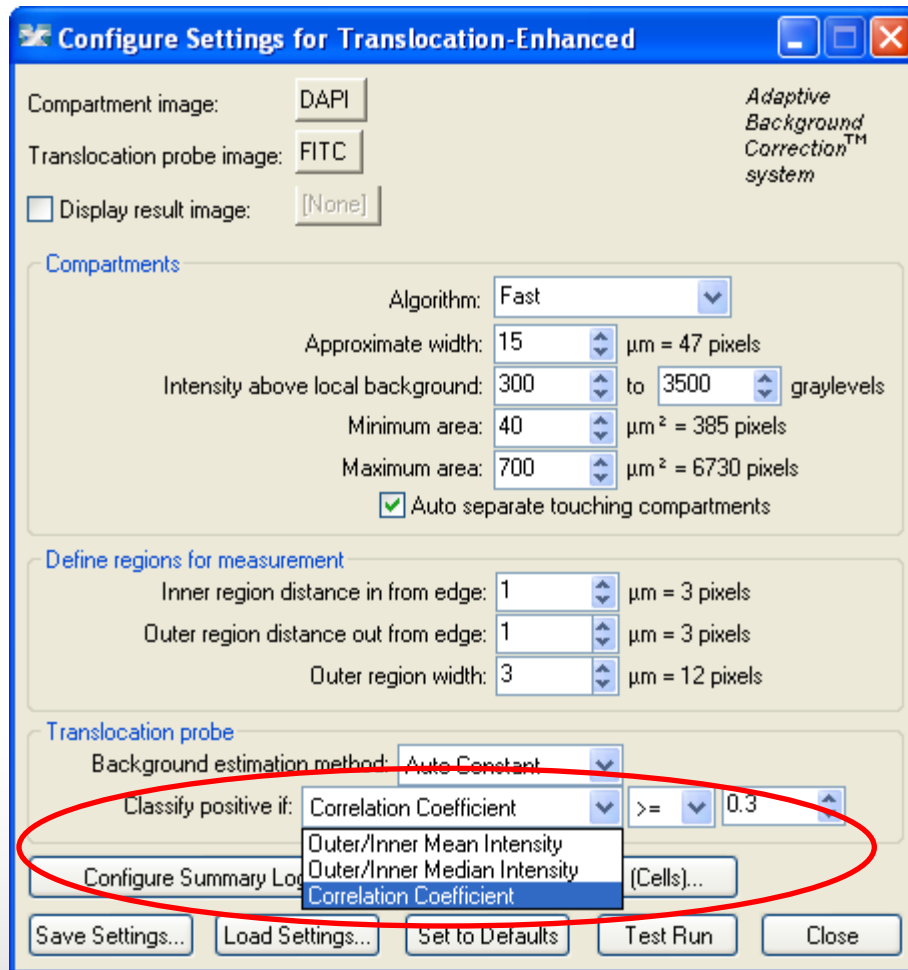 Configure Settings for Translocation-Enhanced
Compartment image: DAPI
Translocation probe image: FITC
Display result image: [None]
Adaptive
Background
Correction™
system
Compartments
Algorithm: Fast
Approximate width: 15 µm = 47 pixels
Intensity above local background: 300 to 3500 graylevels
Minimum area: 40 µm² = 385 pixels
Maximum area: 700 µm² = 6730 pixels
Auto separate touching compartments
Define regions for measurement
Inner region distance in from edge: 1 µm = 3 pixels
Outer region distance out from edge: 1 µm = 3 pixels
Outer region width: 3 µm = 12 pixels
Translocation probe
Background estimation method: Auto Constant
Classify positive if: Correlation Coefficient >= 0.3
Outer/Inner Mean Intensity
Outer/Inner Median Intensity
Correlation Coefficient
Configure Summary Log (Cells)...
Save Settings... Load Settings... Set to Defaults Test Run Close